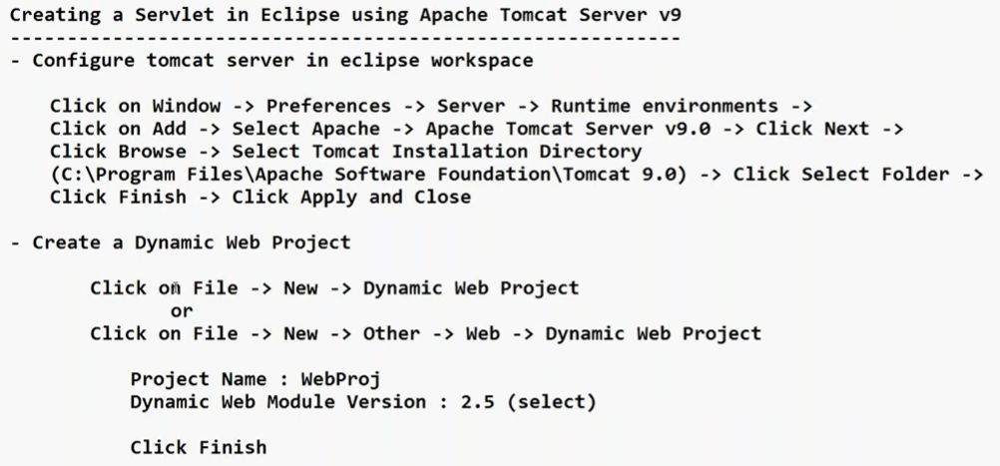 Creating a Servlet in Eclipse using Apache Tomcat Server v9
-----------------------------------------------------------
- Configure tomcat server in eclipse workspace
Click on Window -> Preferences -> Server -> Runtime environments ->
Click on Add -> Select Apache -> Apache Tomcat Server v9.0 -> Click Next ->
Click Browse -> Select Tomcat Installation Directory
(C:\Program Files\Apache Software Foundation\Tomcat 9.0) -> Click Select Folder ->
Click Finish -> Click Apply and Close
- Create a Dynamic Web Project
Click on File -> New -> Dynamic Web Project
or
Click on File -> New -> Other -> Web -> Dynamic Web Project
Project Name : WebProj
Dynamic Web Module Version : 2.5 (select)
Click Finish